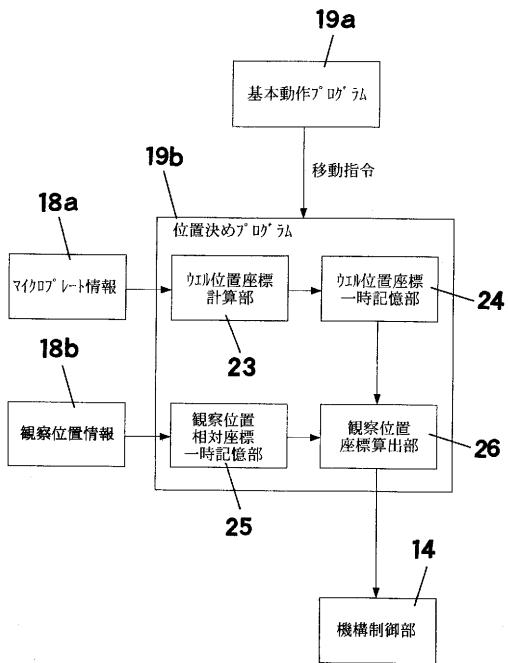 19a
基本動作ﾌﾟﾛｸﾞﾗﾑ
移動指令
19b
位置決めﾌﾟﾛｸﾞﾗﾑ
18a
ﾏｲｸﾛﾌﾟﾚｰﾄ情報
ｳｴﾙ位置座標
計算部
23
ｳｴﾙ位置座標
一時記憶部
24
18b
観察位置情報
観察位置
相対座標
一時記憶部
25
観察位置
座標算出部
26
14
機構制御部